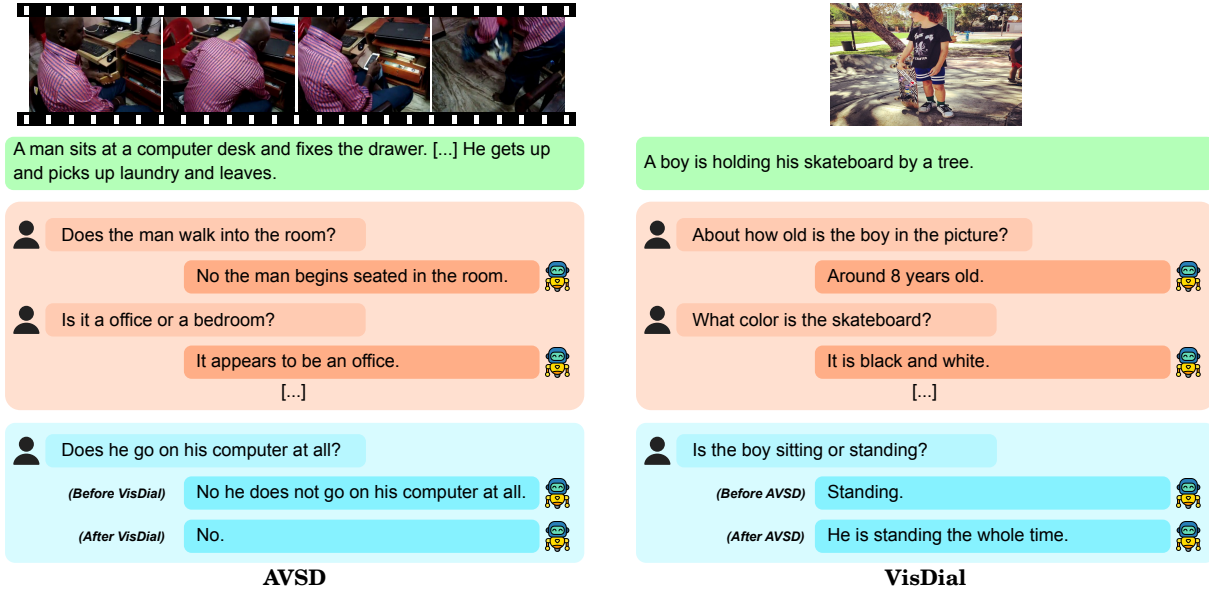 A man sits at a computer desk and fixes the drawer. [...] He gets up
and picks up laundry and leaves.
Does the man walk into the room?
No the man begins seated in the room.
Is it a office or a bedroom?
It appears to be an office.
[...]
Does he go on his computer at all?
(Before VisDial) No he does not go on his computer at all.
(After VisDial) No.
AVSD
A boy is holding his skateboard by a tree.
About how old is the boy in the picture?
Around 8 years old.
What color is the skateboard?
It is black and white.
[...]
Is the boy sitting or standing?
(Before AVSD) Standing.
(After AVSD) He is standing the whole time.
VisDial